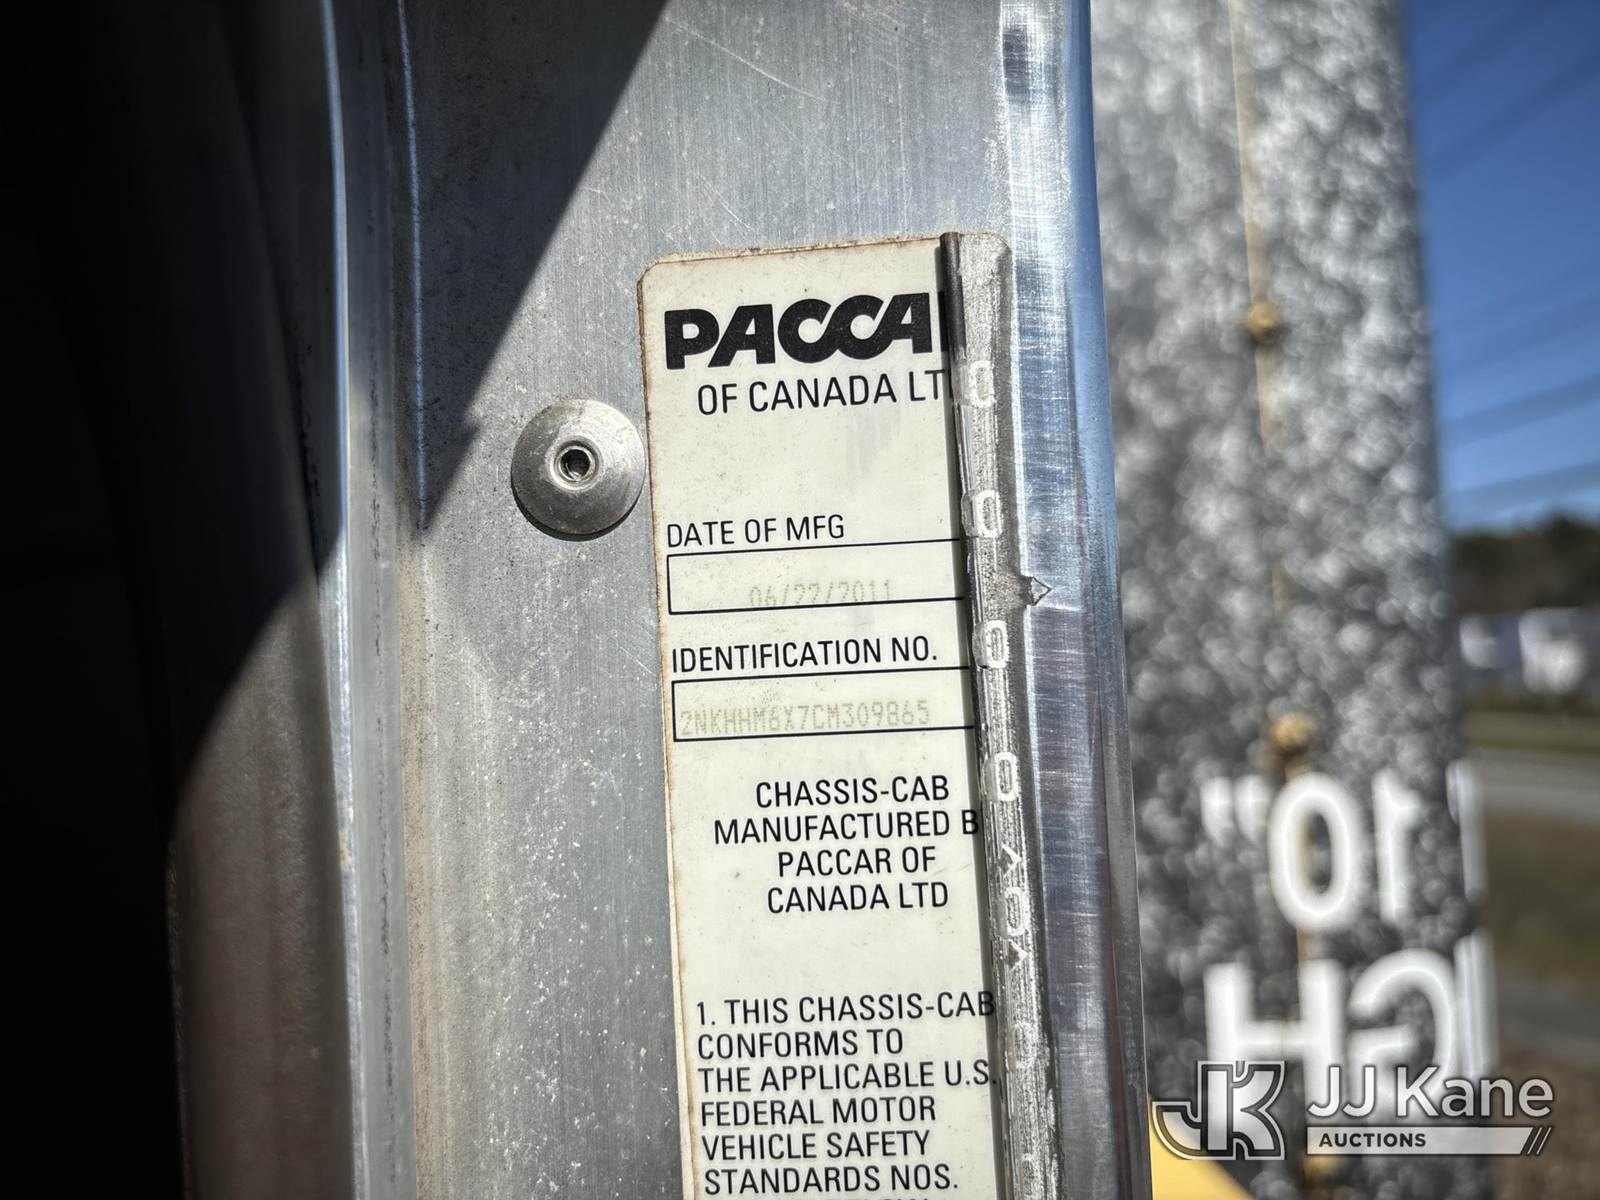 PACCA
OF CANADA LT
DATE OF MFG
06/22/2011
IDENTIFICATION NO.
2NKHHM6X7CM309865
CHASSIS-CAB
MANUFACTURED B
PACCAR OF
CANADA LTD
1. THIS CHASSIS-CAB
CONFORMS TO
THE APPLICABLE U.S.
FEDERAL MOTOR
VEHICLE SAFETY
STANDARDS NOS.
10"
JJ Kane
AUCTIONS